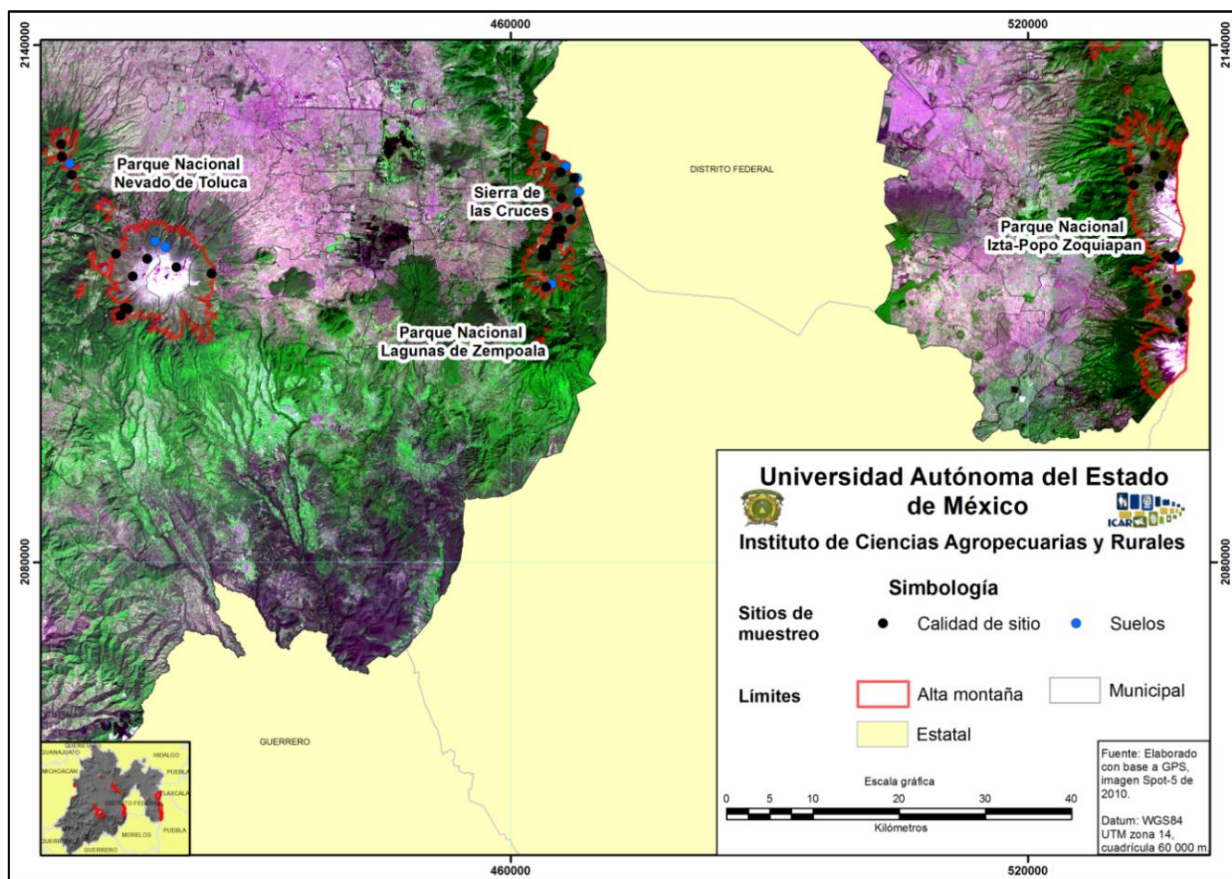 460000
520000
2140000
2140000
Parque Nacional
Nevado de Toluca
Sierra de
las Cruces
DISTRITO FEDERAL
Parque Nacional
Izta-Popo Zoquiapan
Parque Nacional
Lagunas de Zempoala
2080000
2080000
GUERRERO
Universidad Autónoma del Estado
de México
ICAR
Instituto de Ciencias Agropecuarias y Rurales
Simbología
Sitios de
muestreo
Calidad de sitio
Suelos
Límites
Alta montaña
Municipal
Estatal
Escala gráfica
0 5 10 20 30 40
Kilómetros
Fuente: Elaborado
con base a GPS,
imagen Spot-5 de
2010.
Datum: WGS84
UTM zona 14,
cuadrícula 60 000 m.
GUANAJUATO
HIDALGO
MICHOACAN
PUEBLA
TLAXCALA
DISTRITO FEDERAL
MORELOS
PUEBLA
GUERRERO
460000
520000